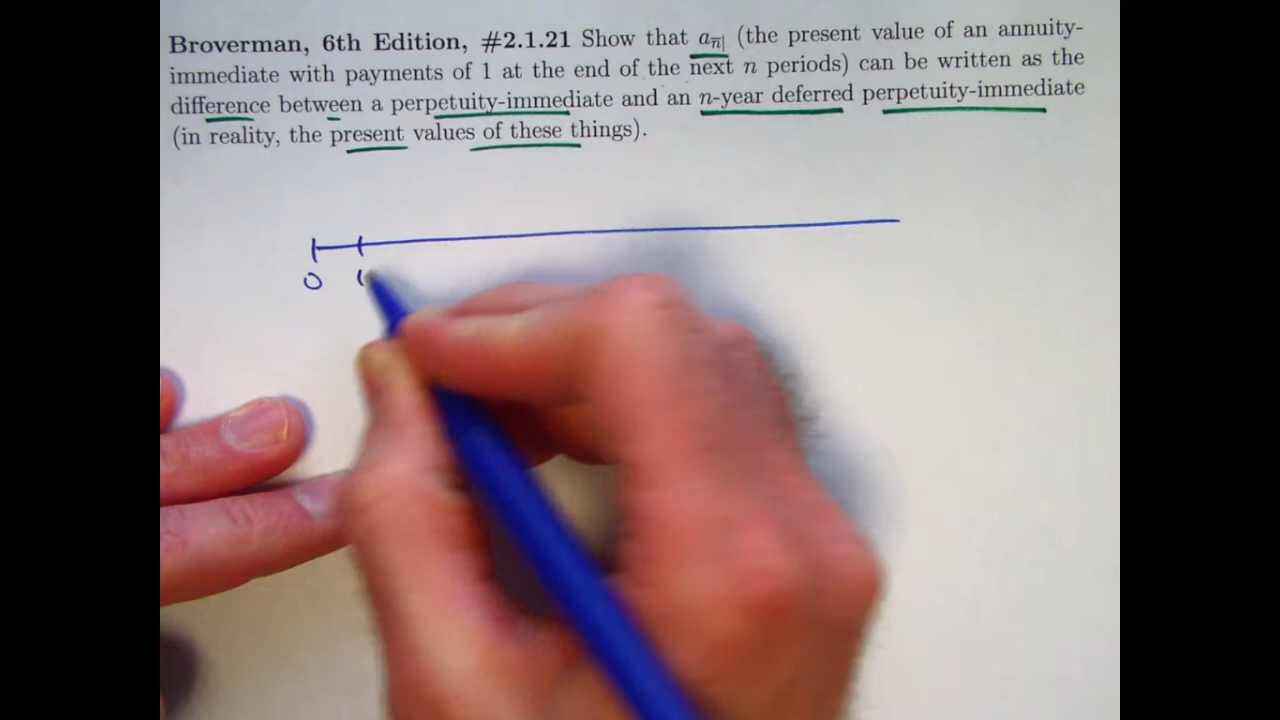 Broverman, 6th Edition, #2.1.21 Show that a_{n̅|} (the present value of an annuity-
immediate with payments of 1 at the end of the next n periods) can be written as the
difference between a perpetuity-immediate and an n-year deferred perpetuity-immediate
(in reality, the present values of these things).
0